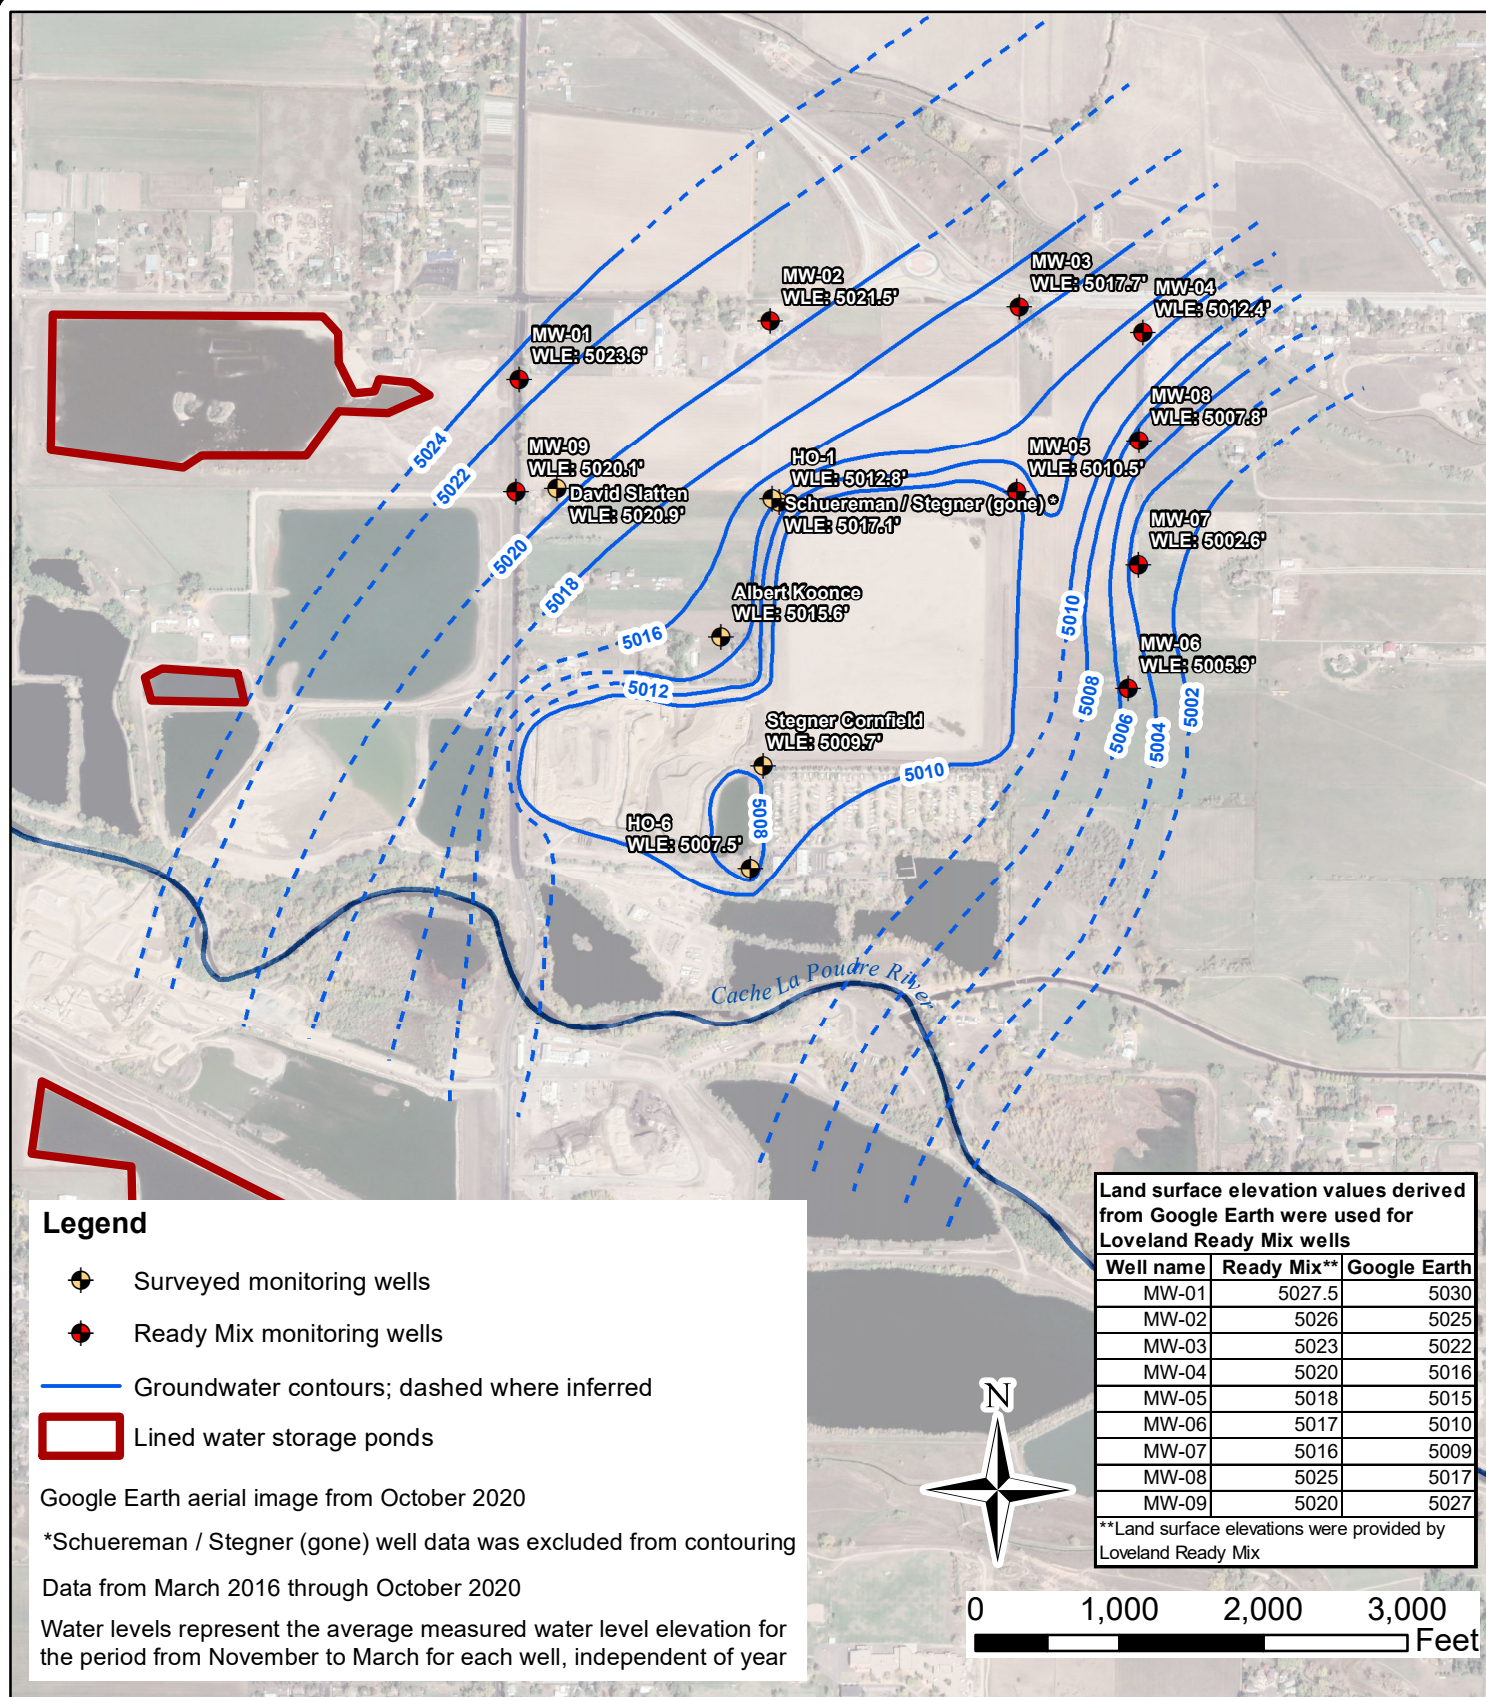 MW-02
WLE: 5021.5'
MW-03
WLE: 5017.7'
MW-04
WLE: 5012.4'
MW-01
WLE: 5023.6'
MW-08
WLE: 5007.8'
5024
5022
MW-09
WLE: 5020.1'
David Slatten
WLE: 5020.9'
HO-1
WLE: 5012.8'
MW-05
WLE: 5010.5'
Schuereman / Stegner (gone) *
WLE: 5017.1'
MW-07
WLE: 5002.6'
5020
5018
Albert Koonce
WLE: 5015.6'
5016
5010
MW-06
WLE: 5005.9'
5012
5008
5006
5004
5002
Stegner Cornfield
WLE: 5009.7'
5010
5008
HO-6
WLE: 5007.5'
Cache La Poudre River
Legend
Surveyed monitoring wells
Ready Mix monitoring wells
Groundwater contours; dashed where inferred
Lined water storage ponds
Google Earth aerial image from October 2020
*Schuereman / Stegner (gone) well data was excluded from contouring
Data from March 2016 through October 2020
Water levels represent the average measured water level elevation for
the period from November to March for each well, independent of year
N
Land surface elevation values derived
from Google Earth were used for
Loveland Ready Mix wells
Well name Ready Mix** Google Earth
MW-01 5027.5 5030
MW-02 5026 5025
MW-03 5023 5022
MW-04 5020 5016
MW-05 5018 5015
MW-06 5017 5010
MW-07 5016 5009
MW-08 5025 5017
MW-09 5020 5027
**Land surface elevations were provided by
Loveland Ready Mix
0 1,000 2,000 3,000
Feet